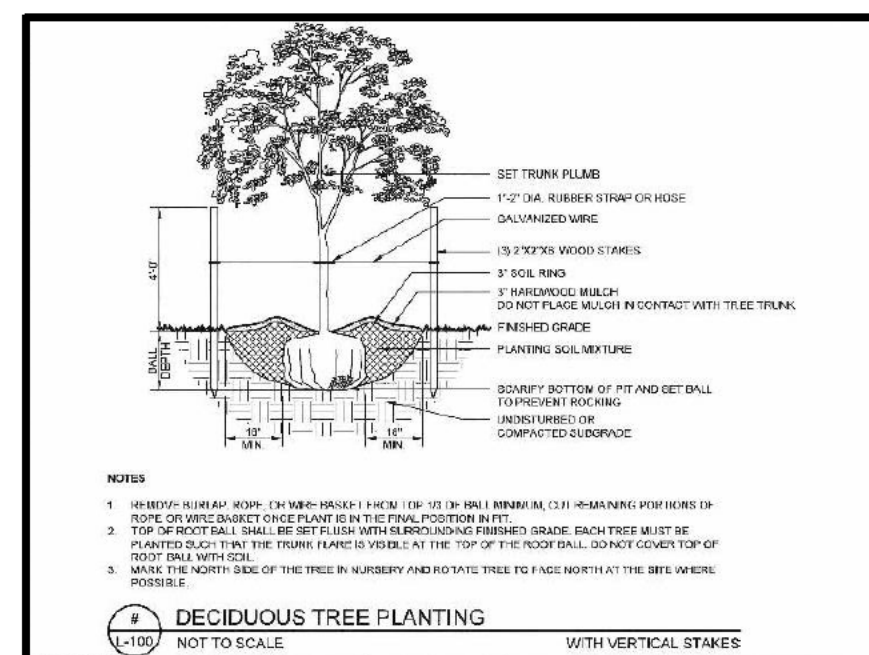 SET TRUNK PLUMB
1"-2" DIA. RUBBER STRAP OR HOSE
GALVANIZED WIRE
(3) 2"X2"X8' WOOD STAKES
3" SOIL RING
3" HARDWOOD MULCH
DO NOT PLACE MULCH IN CONTACT WITH TREE TRUNK
FINISHED GRADE
PLANTING SOIL MIXTURE
SCARIFY BOTTOM OF PIT AND SET BALL
TO PREVENT ROCKING
UNDISTURBED OR
COMPACTED SUBGRADE
4'-0"
BALL
DEPTH
18"
MIN.
18"
MIN.
NOTES
1. REMOVE BURLAP, ROPE, OR WIRE BASKET FROM TOP 1/3 OF BALL MINIMUM, CUT REMAINING PORTIONS OF
ROPE OR WIRE BASKET ONCE PLANT IS IN THE FINAL POSITION IN PIT.
2. TOP OF ROOT BALL SHALL BE SET FLUSH WITH SURROUNDING FINISHED GRADE. EACH TREE MUST BE
PLANTED SUCH THAT THE TRUNK FLARE IS VISIBLE AT THE TOP OF THE ROOT BALL. DO NOT COVER TOP OF
ROOT BALL WITH SOIL.
3. MARK THE NORTH SIDE OF THE TREE IN NURSERY AND ROTATE TREE TO FACE NORTH AT THE SITE WHERE
POSSIBLE.
#
L-100
DECIDUOUS TREE PLANTING
NOT TO SCALE
WITH VERTICAL STAKES